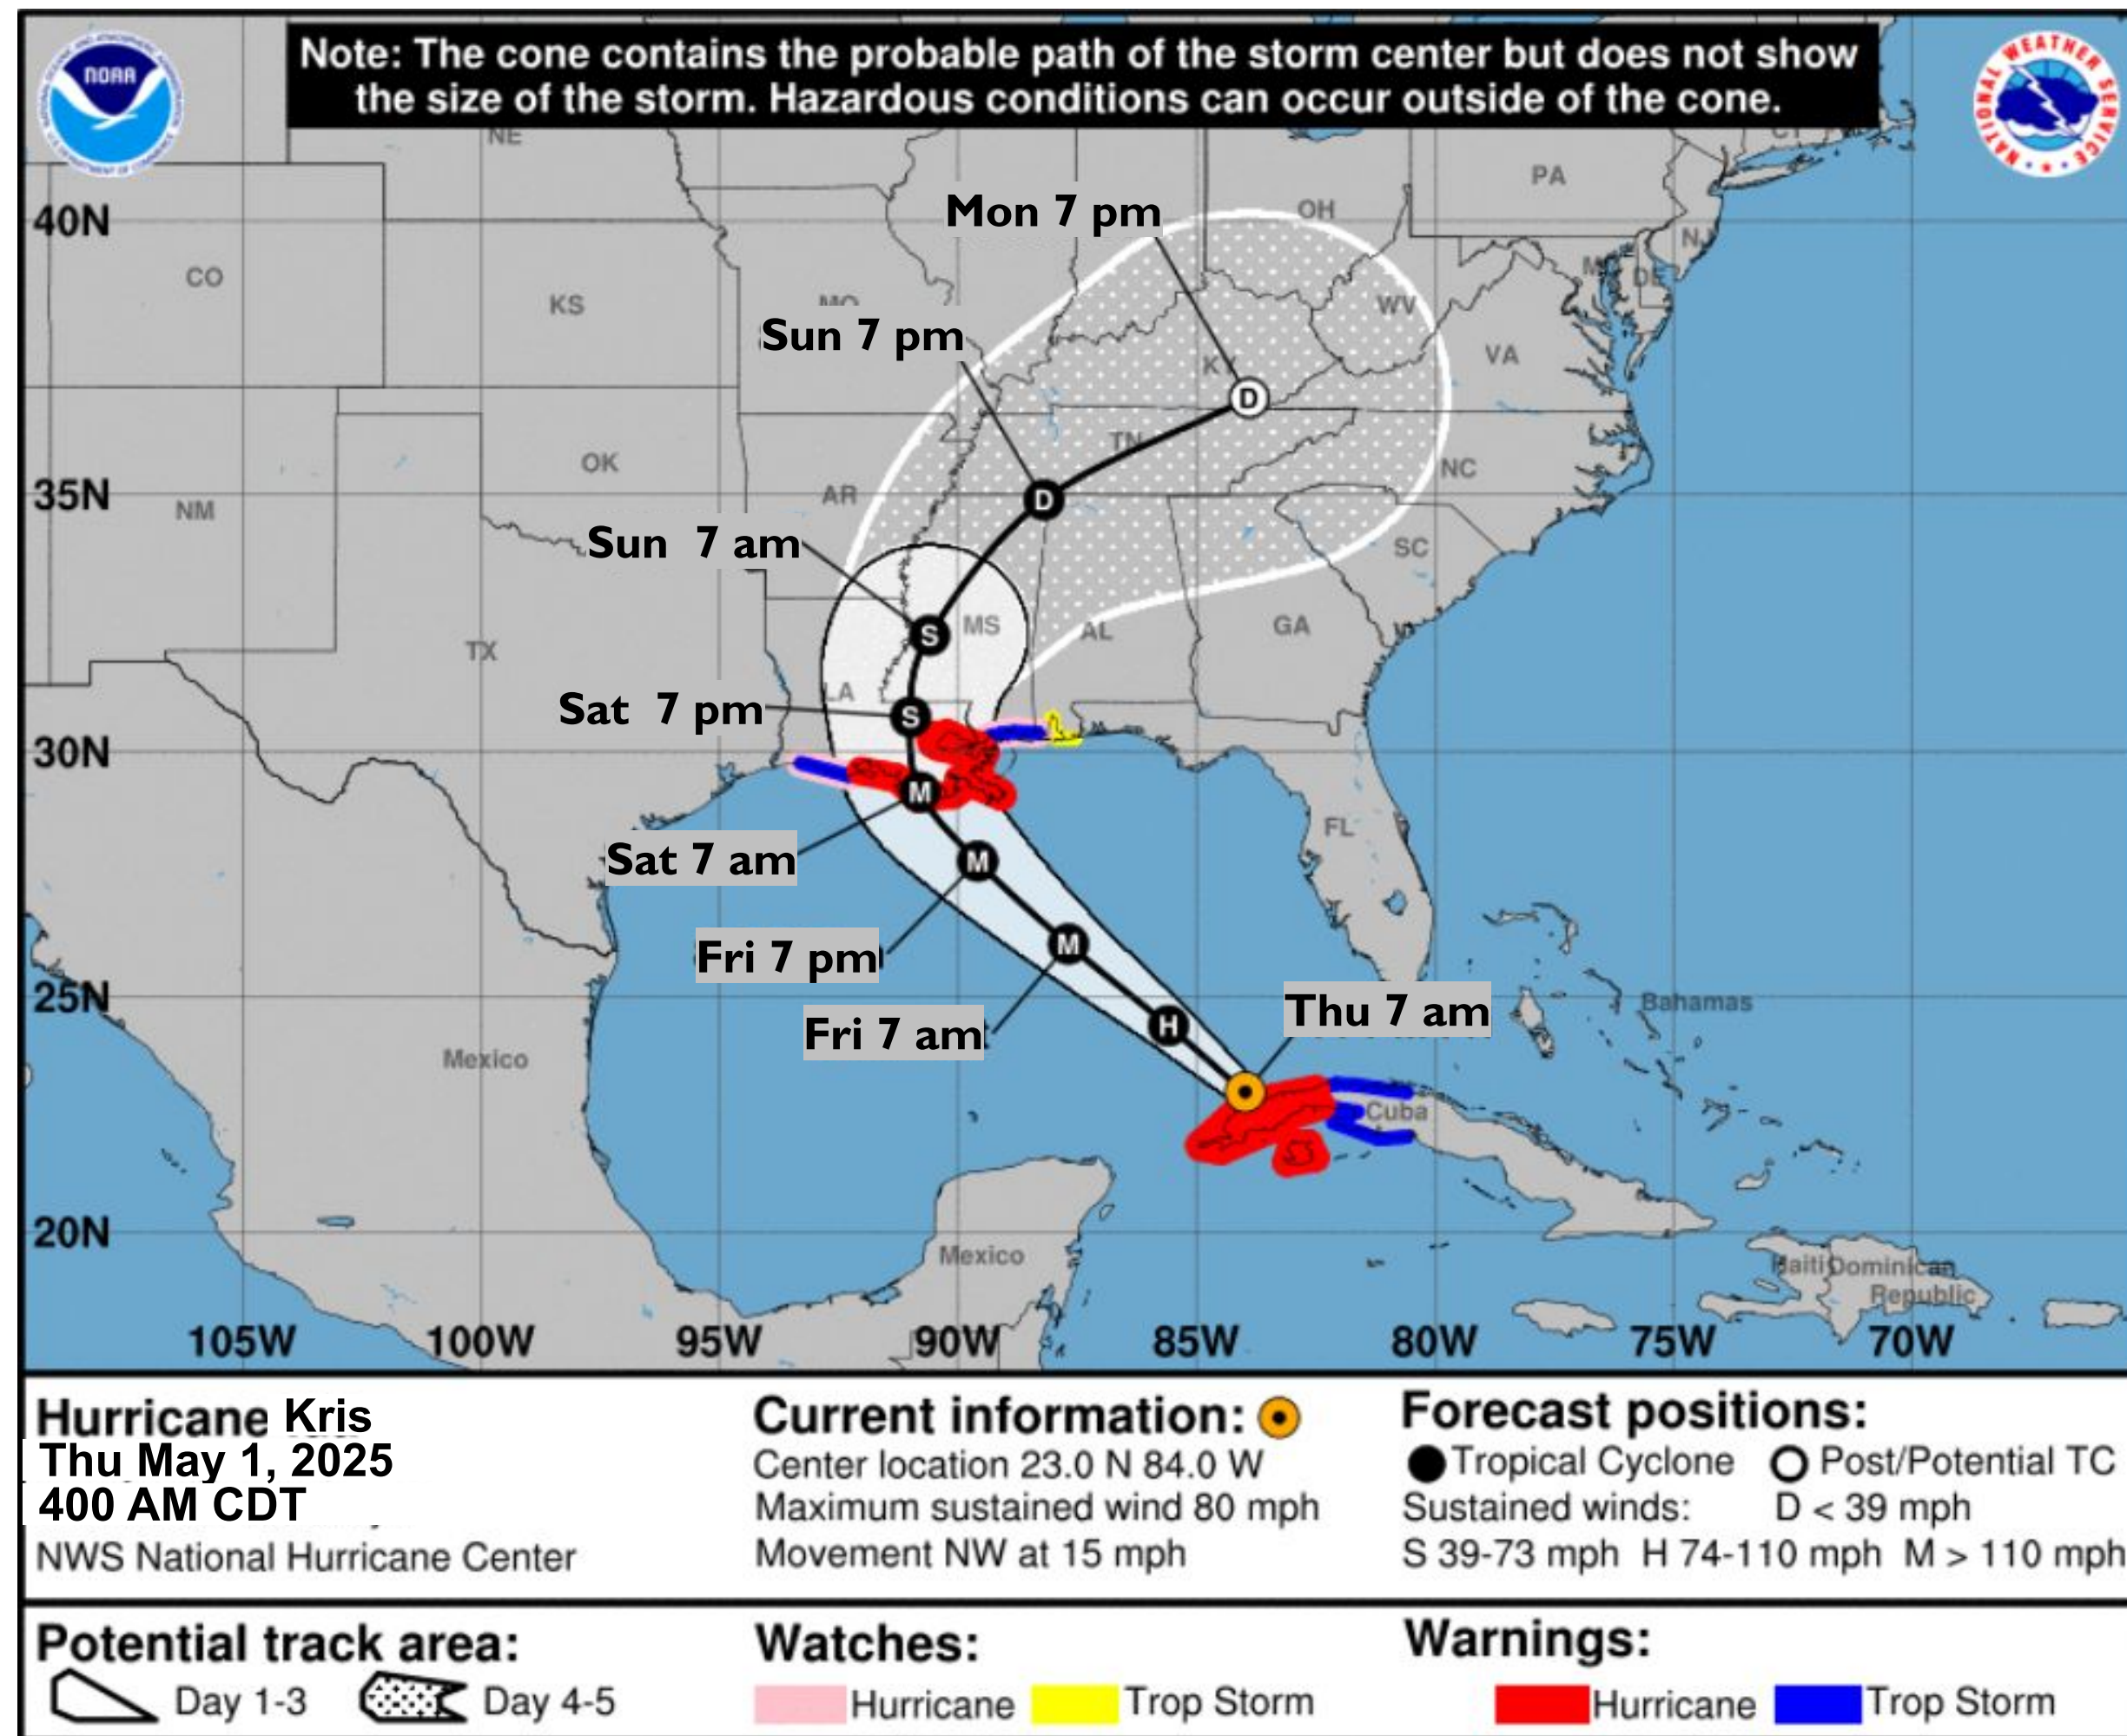 Note: The cone contains the probable path of the storm center but does not show
the size of the storm. Hazardous conditions can occur outside of the cone.
NOAA
NATIONAL WEATHER SERVICE
NE
PA
Mon 7 pm
OH
40N
NJ
CO
KS
WV
DE
Sun 7 pm
VA
KY
D
TN
OK
NC
35N
AR
D
NM
Sun 7 am
SC
S
MS
AL
GA
TX
LA
Sat 7 pm
S
30N
M
FL
Sat 7 am
M
Fri 7 pm
M
25N
Bahamas
Thu 7 am
Fri 7 am
H
Mexico
Cuba
20N
Mexico
Haiti
Dominican
Republic
105W 100W 95W 90W 85W 80W 75W 70W
Hurricane Kris
Thu May 1, 2025
400 AM CDT
NWS National Hurricane Center
Current information:
Center location 23.0 N 84.0 W
Maximum sustained wind 80 mph
Movement NW at 15 mph
Forecast positions:
Tropical Cyclone Post/Potential TC
Sustained winds: D < 39 mph
S 39-73 mph H 74-110 mph M > 110 mph
Potential track area:
Day 1-3 Day 4-5
Watches:
Hurricane Trop Storm
Warnings:
Hurricane Trop Storm